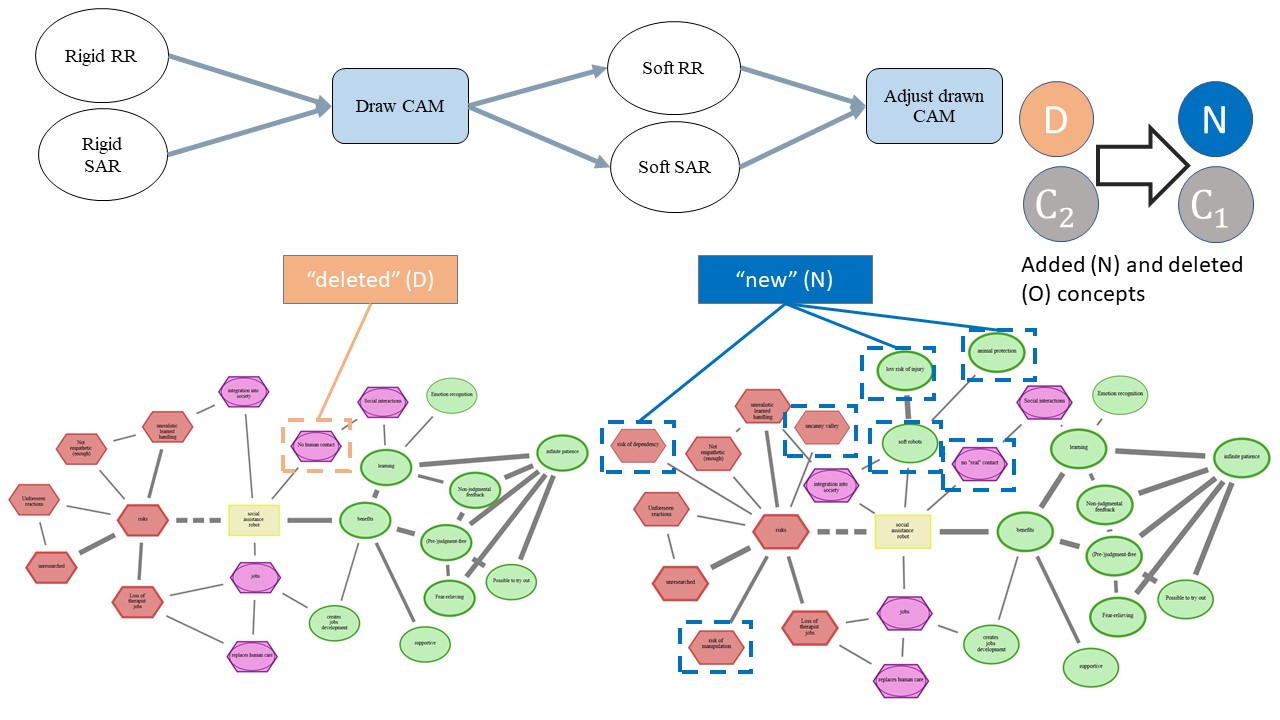 Rigid RR
Rigid
SAR
Draw CAM
Soft RR
Soft SAR
Adjust drawn
CAM
D
N
C2
C1
Added (N) and deleted
(O) concepts
“deleted” (D)
“new” (N)
integration into
society
Social interactions
Emotion recognition
unrealistic
learned
handling
No human contact
Not
empathetic
(enough)
learning
infinite patience
Unforeseen
reactions
Non-judgmental
feedback
risks
social
assistance
robot
benefits
(Pre-)judgment-free
unresearched
jobs
Fear-relieving
Possible to try out
Loss of
therapist
jobs
creates
jobs
development
supportive
replaces human care
animal protection
low risk of injury
unrealistic
learned
handling
Social interactions
Emotion recognition
risk of dependency
uncanny valley
soft robots
Not
empathetic
(enough)
learning
no "real" contact
infinite patience
integration into
society
Unforeseen
reactions
Non-judgmental
feedback
risks
social
assistance
robot
benefits
(Pre-)judgment-free
unresearched
Possible to try out
jobs
Fear-relieving
Loss of
therapist
jobs
risk of
manipulation
creates
jobs
development
supportive
replaces human care